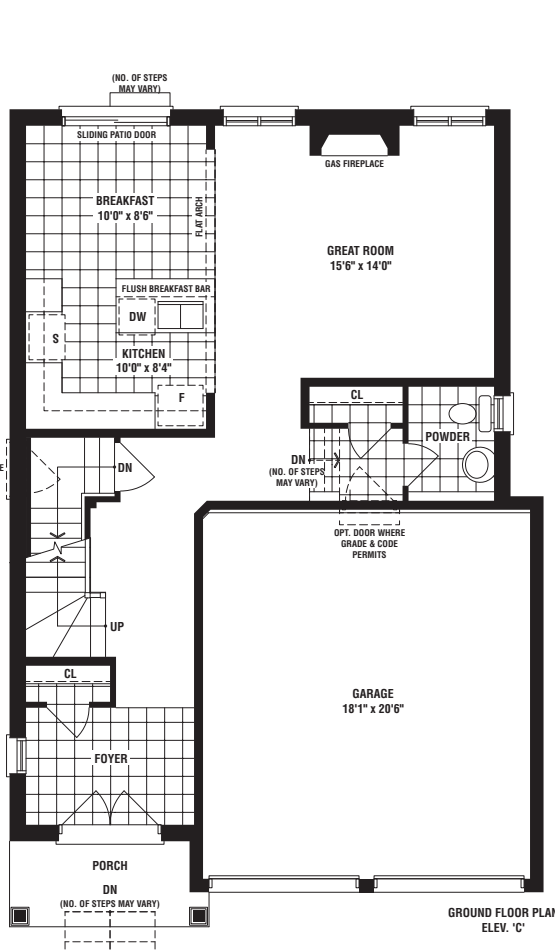 (NO. OF STEPS
MAY VARY)
SLIDING PATIO DOOR
GAS FIREPLACE
BREAKFAST
10'0" x 8'6"
FLAT ARCH
GREAT ROOM
15'6" x 14'0"
FLUSH BREAKFAST BAR
DW
S
KITCHEN
10'0" x 8'4"
F
CL
POWDER
DN
(NO. OF STEPS
MAY VARY)
DN
E
OPT. DOOR WHERE
GRADE & CODE
PERMITS
UP
CL
GARAGE
18'1" x 20'6"
FOYER
PORCH
DN
(NO. OF STEPS MAY VARY)
GROUND FLOOR PLAN
ELEV. 'C'